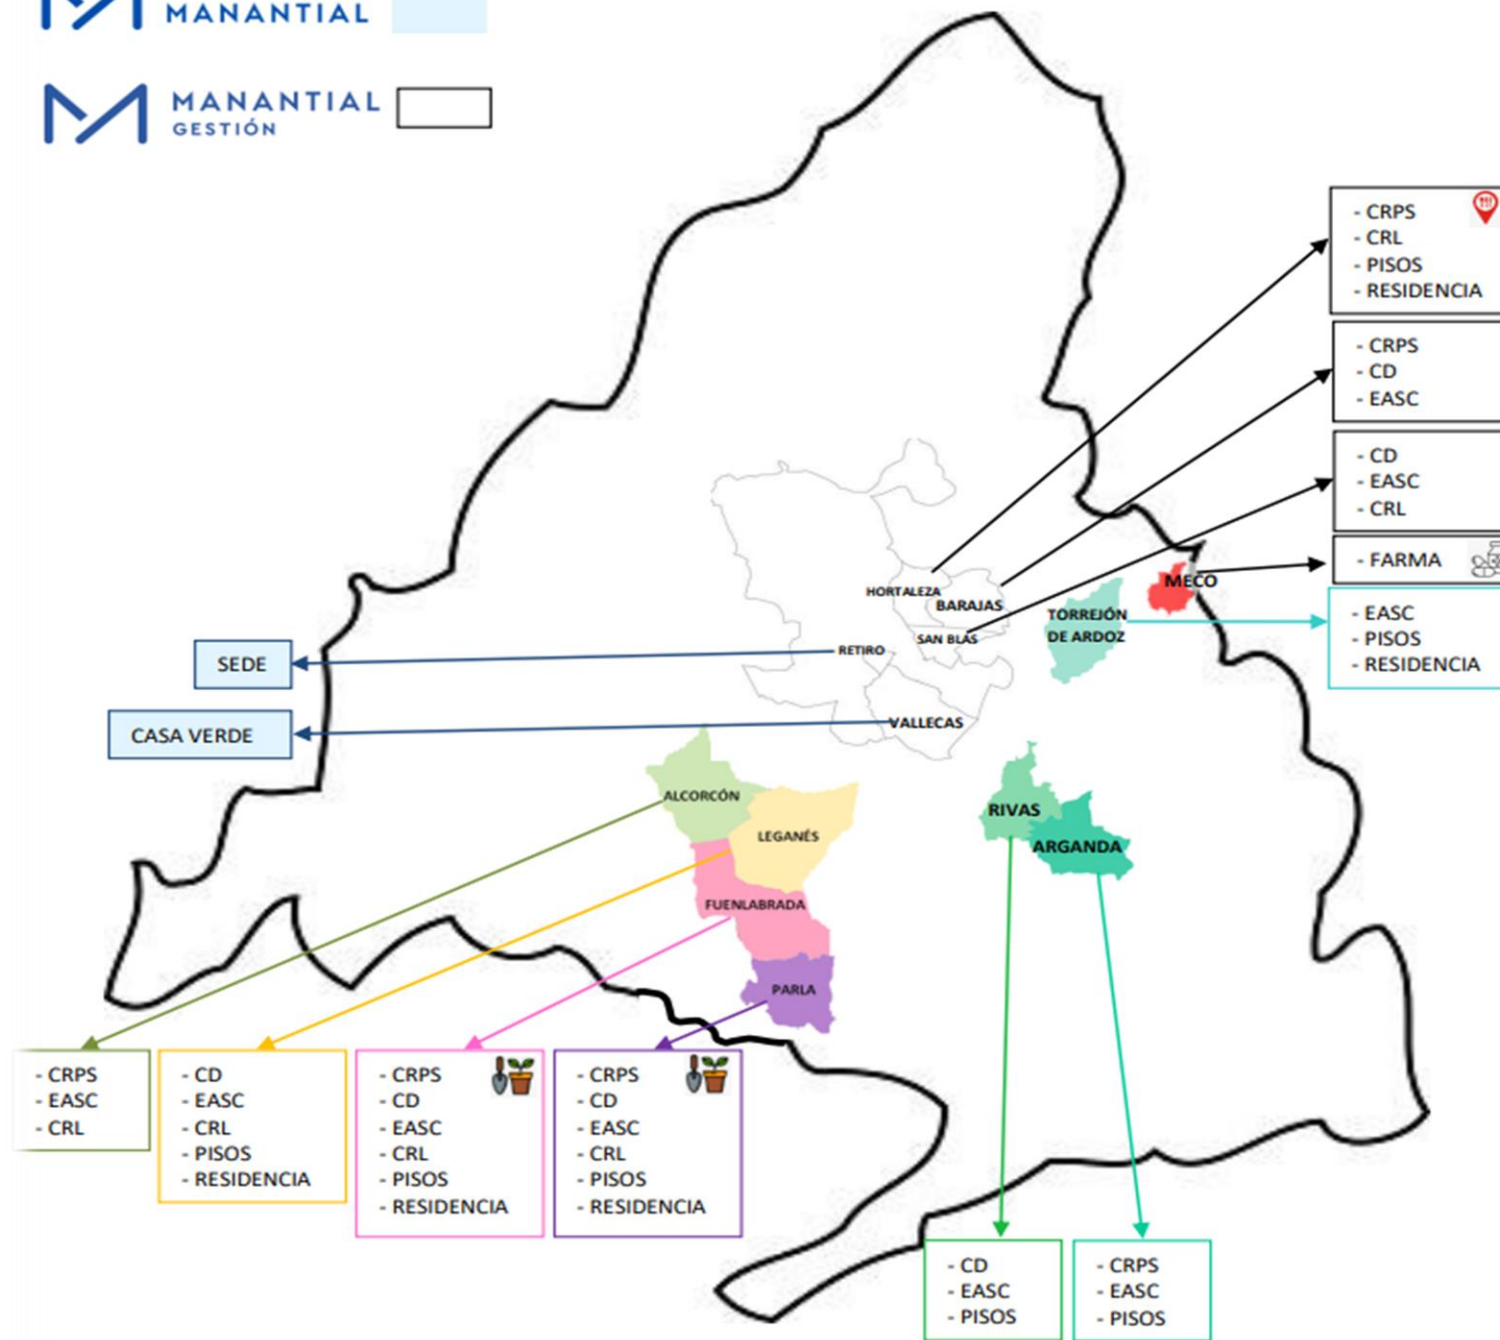 MANANTIAL
MANANTIAL
GESTIÓN
- CRPS
- CRL
- PISOS
- RESIDENCIA
- CRPS
- CD
- EASC
- CD
- EASC
- CRL
- FARMA
- EASC
- PISOS
- RESIDENCIA
HORTALEZA
BARAJAS
SAN BLAS
RETIRO
VALLECAS
MECO
TORREJÓN
DE ARDOZ
SEDE
CASA VERDE
ALCORCÓN
LEGANÉS
FUENLABRADA
PARLA
RIVAS
ARGANDA
- CRPS
- EASC
- CRL
- CD
- EASC
- CRL
- PISOS
- RESIDENCIA
- CRPS
- CD
- EASC
- CRL
- PISOS
- RESIDENCIA
- CRPS
- CD
- EASC
- CRL
- PISOS
- RESIDENCIA
- CD
- EASC
- PISOS
- CRPS
- EASC
- PISOS